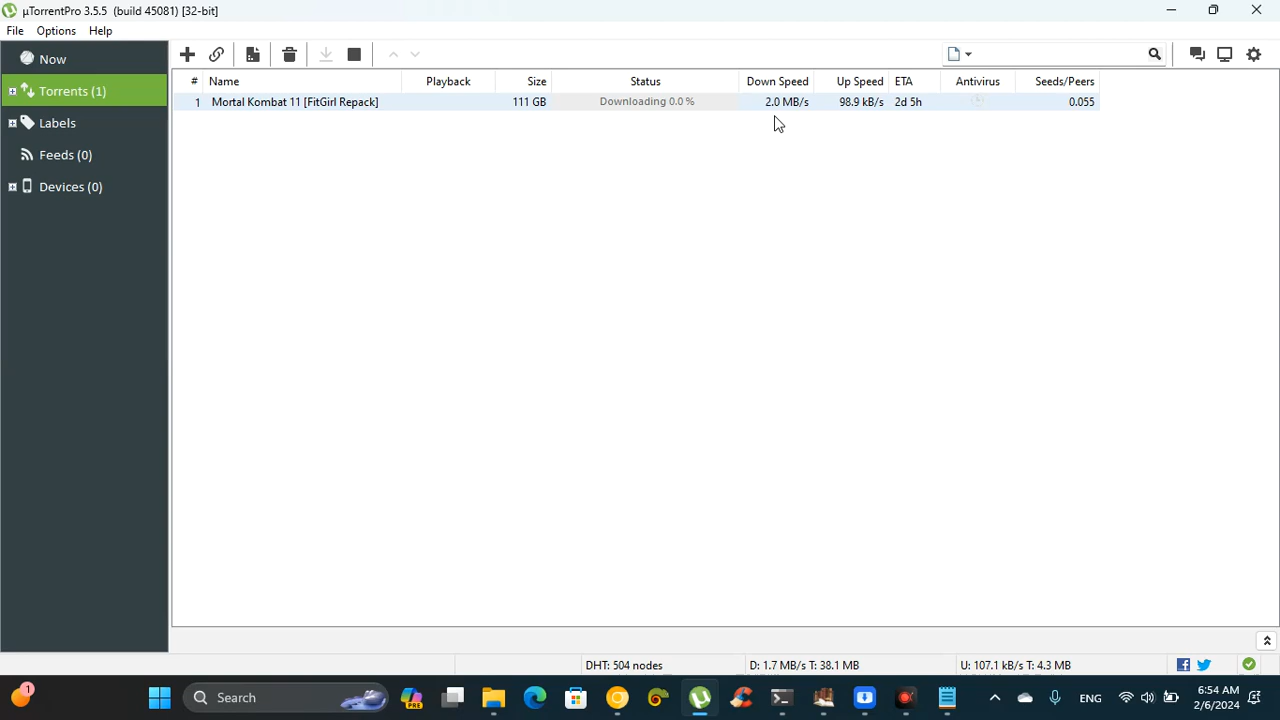 µTorrentPro 3.5.5 (build 45081) [32-bit]
File Options Help
Now
Torrents (1)
Labels
Feeds (0)
Devices (0)
# Name Playback Size Status Down Speed Up Speed ETA Antivirus Seeds/Peers
1 Mortal Kombat 11 [FitGirl Repack] 111 GB Downloading 0.0 % 2.0 MB/s 98.9 kB/s 2d 5h 0.055
DHT: 504 nodes D: 1.7 MB/s T: 38.1 MB U: 107.1 kB/s T: 4.3 MB
1 Search PRE ENG 6:54 AM
2/6/2024